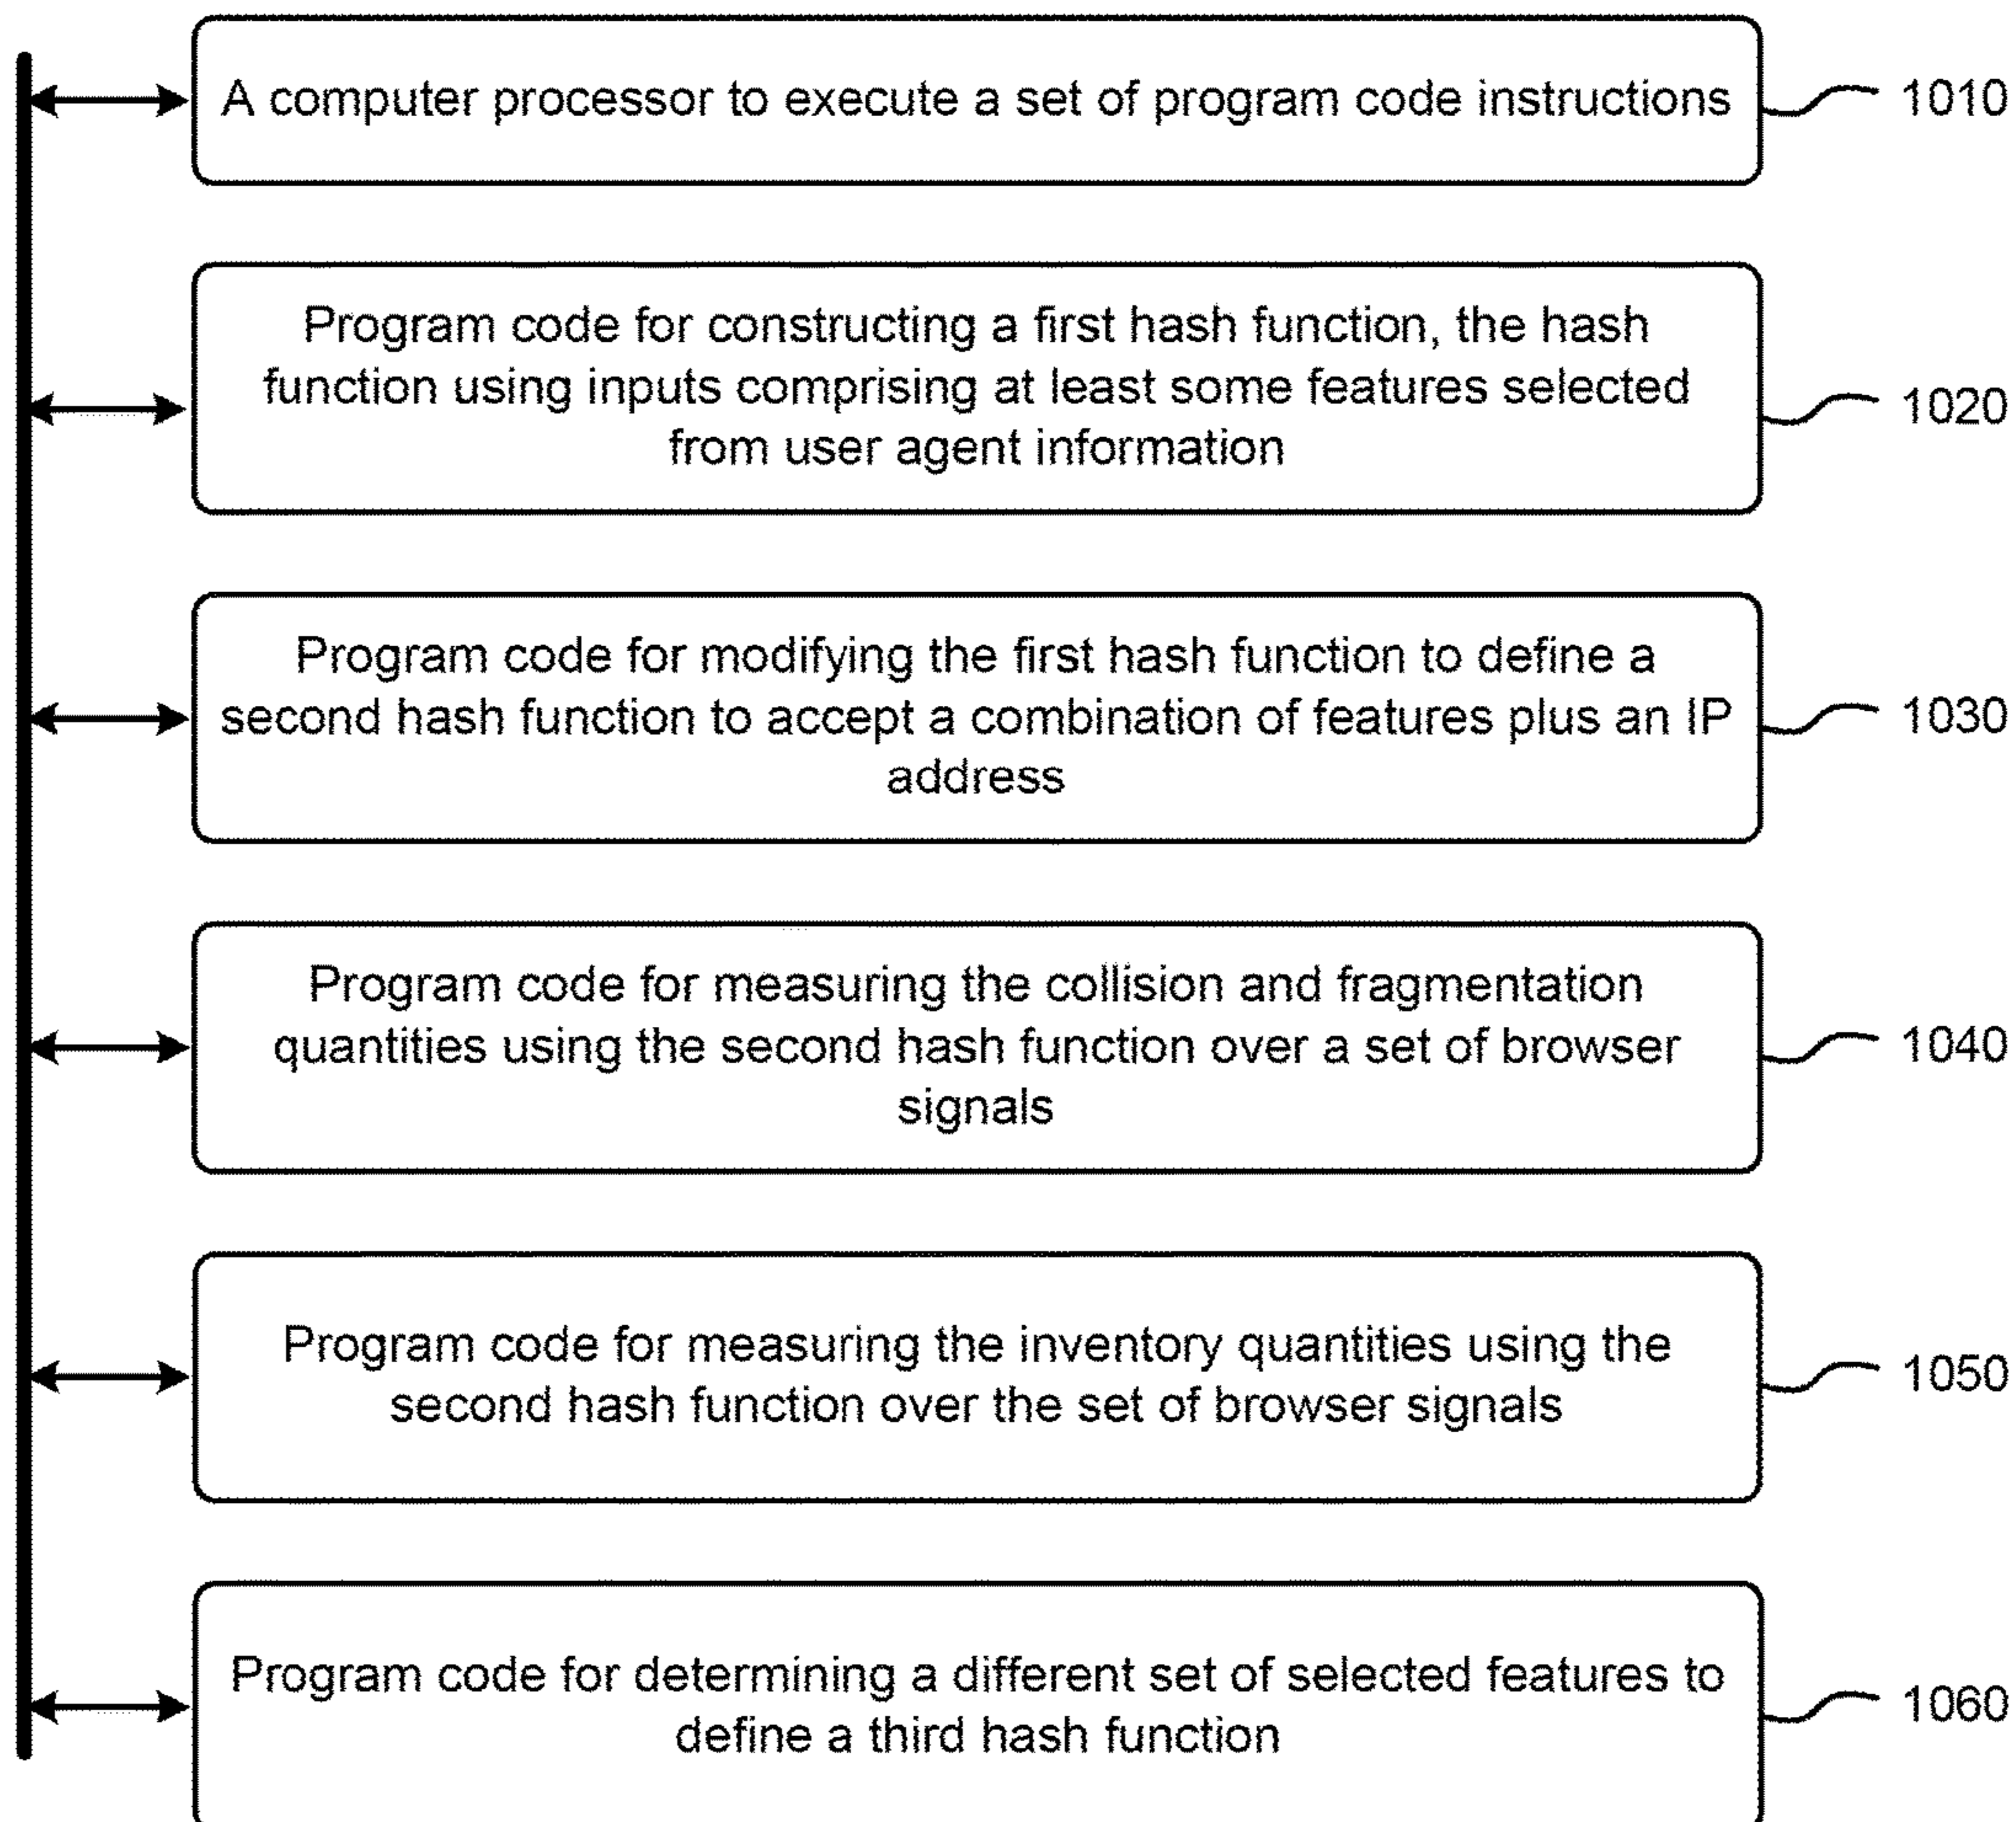 A computer processor to execute a set of program code instructions
1010
Program code for constructing a first hash function, the hash
function using inputs comprising at least some features selected
from user agent information
1020
Program code for modifying the first hash function to define a
second hash function to accept a combination of features plus an IP
address
1030
Program code for measuring the collision and fragmentation
quantities using the second hash function over a set of browser
signals
1040
Program code for measuring the inventory quantities using the
second hash function over the set of browser signals
1050
Program code for determining a different set of selected features to
define a third hash function
1060